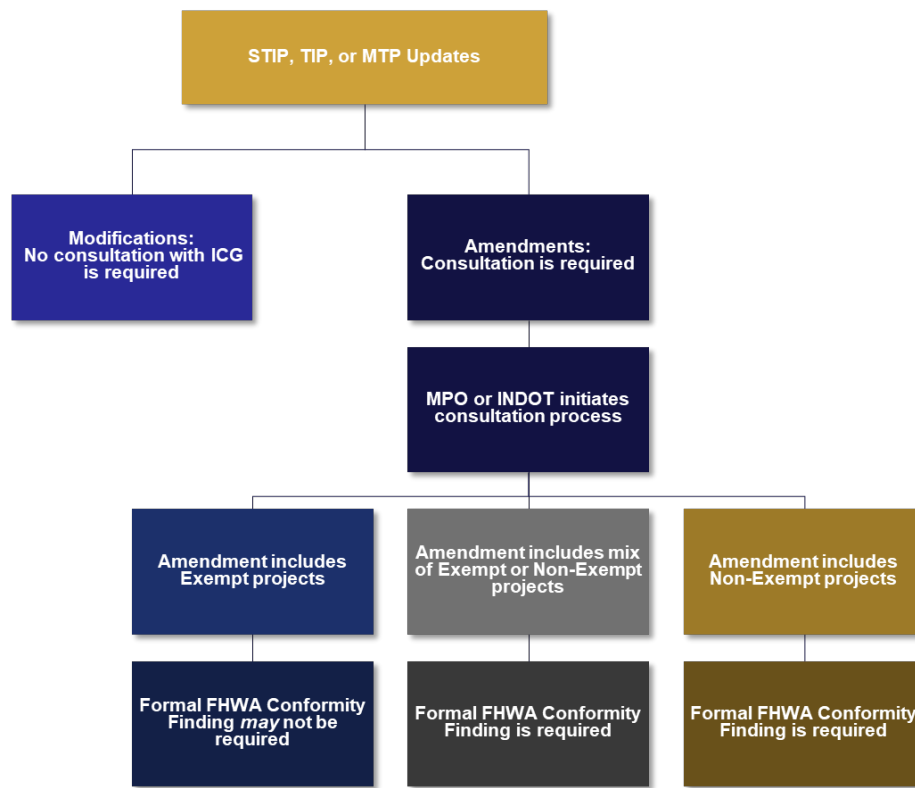 STIP, TIP, or MTP Updates
Modifications:
No consultation with ICG
is required
Amendments:
Consultation is required
MPO or INDOT initiates
consultation process
Amendment includes
Exempt projects
Amendment includes mix
of Exempt or Non-Exempt
projects
Amendment includes
Non-Exempt projects
Formal FHWA Conformity
Finding may not be
required
Formal FHWA Conformity
Finding is required
Formal FHWA Conformity
Finding is required